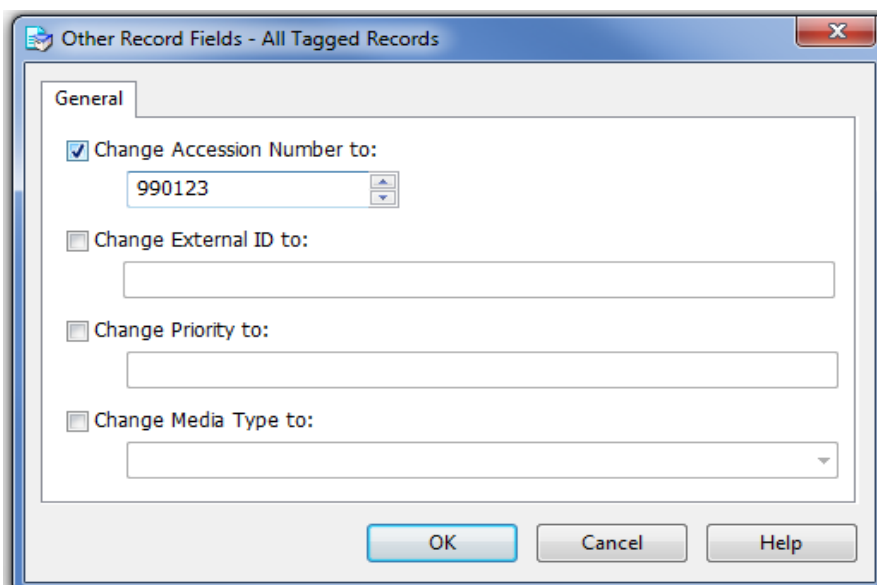 Other Record Fields - All Tagged Records
General
Change Accession Number to:
990123
Change External ID to:
Change Priority to:
Change Media Type to:
OK Cancel Help